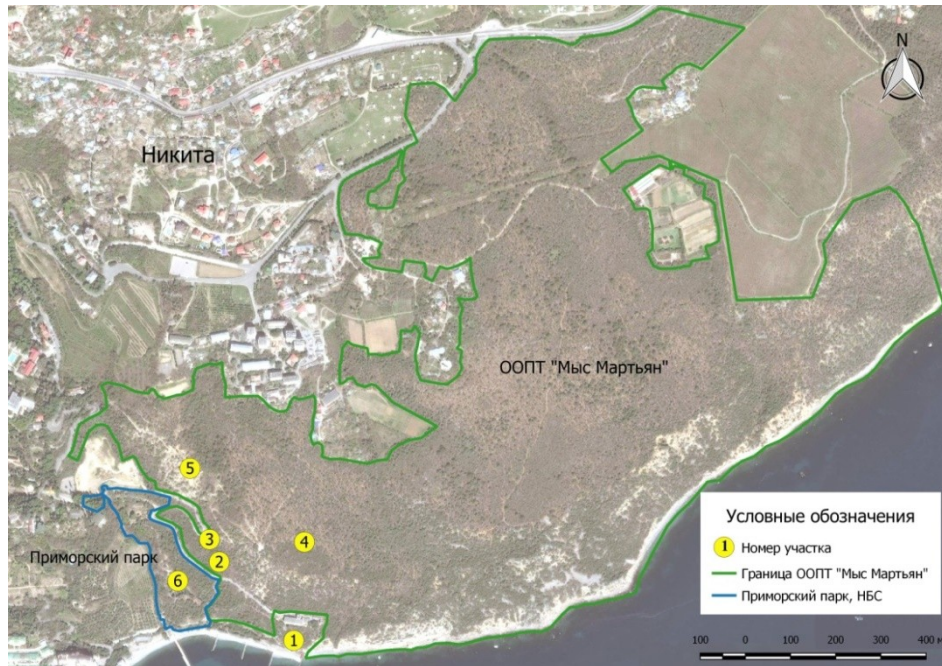 N
Никита
ООПТ "Мыс Мартьян"
5
3
4
2
Приморский парк
6
1
Условные обозначения
1 Номер участка
Граница ООПТ "Мыс Мартьян"
Приморский парк, НБС
100 0 100 200 300 400 м